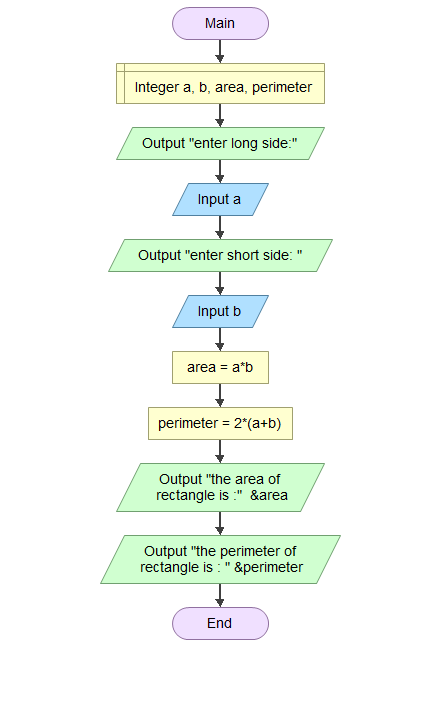 Main
Integer a, b, area, perimeter
Output "enter long side:"
Input a
Output "enter short side: "
Input b
area = a*b
perimeter = 2*(a+b)
Output "the area of
rectangle is :"  &area
Output "the perimeter of
rectangle is : " &perimeter
End